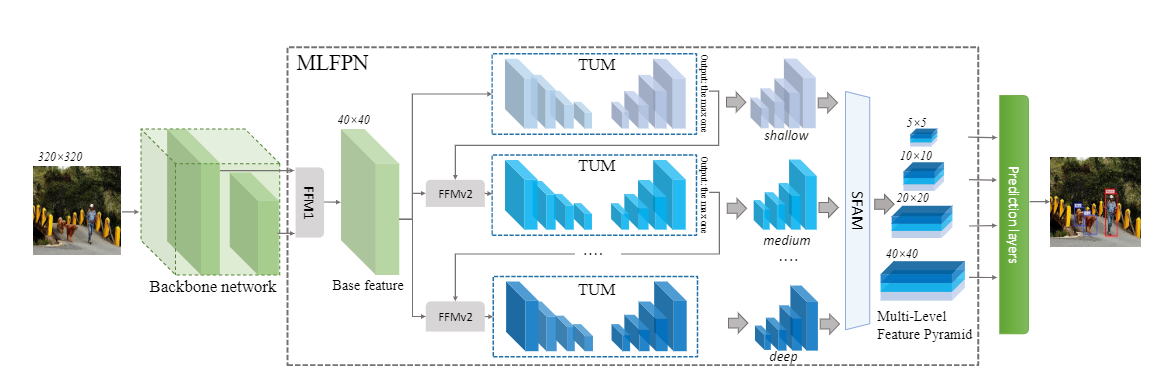 MLFPN
TUM
Output: the max one
40×40
shallow
5×5
320×320
10×10
TUM
Output: the max one
FFMv1
FFMv2
SFAM
Prediction layers
20×20
medium
....
....
40×40
Backbone network
Base feature
TUM
FFMv2
Multi-Level
Feature Pyramid
deep